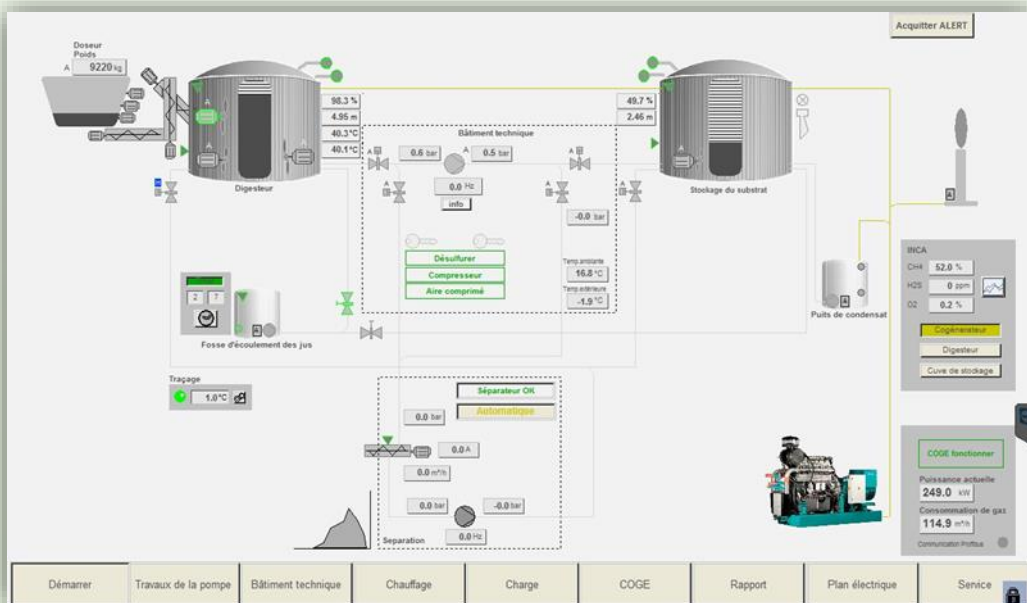 Acquitter ALERT
Doseur
Poids
A 9220 kg
A
A
A
98.3 %
4.95 m
40.3 °C
40.1 °C
Digesteur
49.7 %
2.46 m
A
Stockage du substrat
Bâtiment technique
A
0.6 bar
A
0.5 bar
A
0.0 Hz
info
A
A
A
-0.0 bar
Désulfurer
Compresseur
Aire comprimé
Temp.ambiante
16.8 °C
Temp.extérieure
-1.9 °C
2 7
A
Fosse d'écoulement des jus
Traçage
1.0 °C
A
A
Puits de condensat
INCA
CH4 52.0 %
H2S 0 ppm
O2 0.2 %
Cogénerateur
Digesteur
Cuve de stockage
Séparateur OK
Automatique
0.0 bar
0.0 A
0.0 m³/h
0.0 bar
-0.0 bar
0.0 Hz
Separation
COGE fonctionner
Puissance actuelle
249.0 kW
Consommation de gaz
114.9 m³/h
Communication Profibus
Démarrer
Travaux de la pompe
Bâtiment technique
Chauffage
Charge
COGE
Rapport
Plan électrique
Service